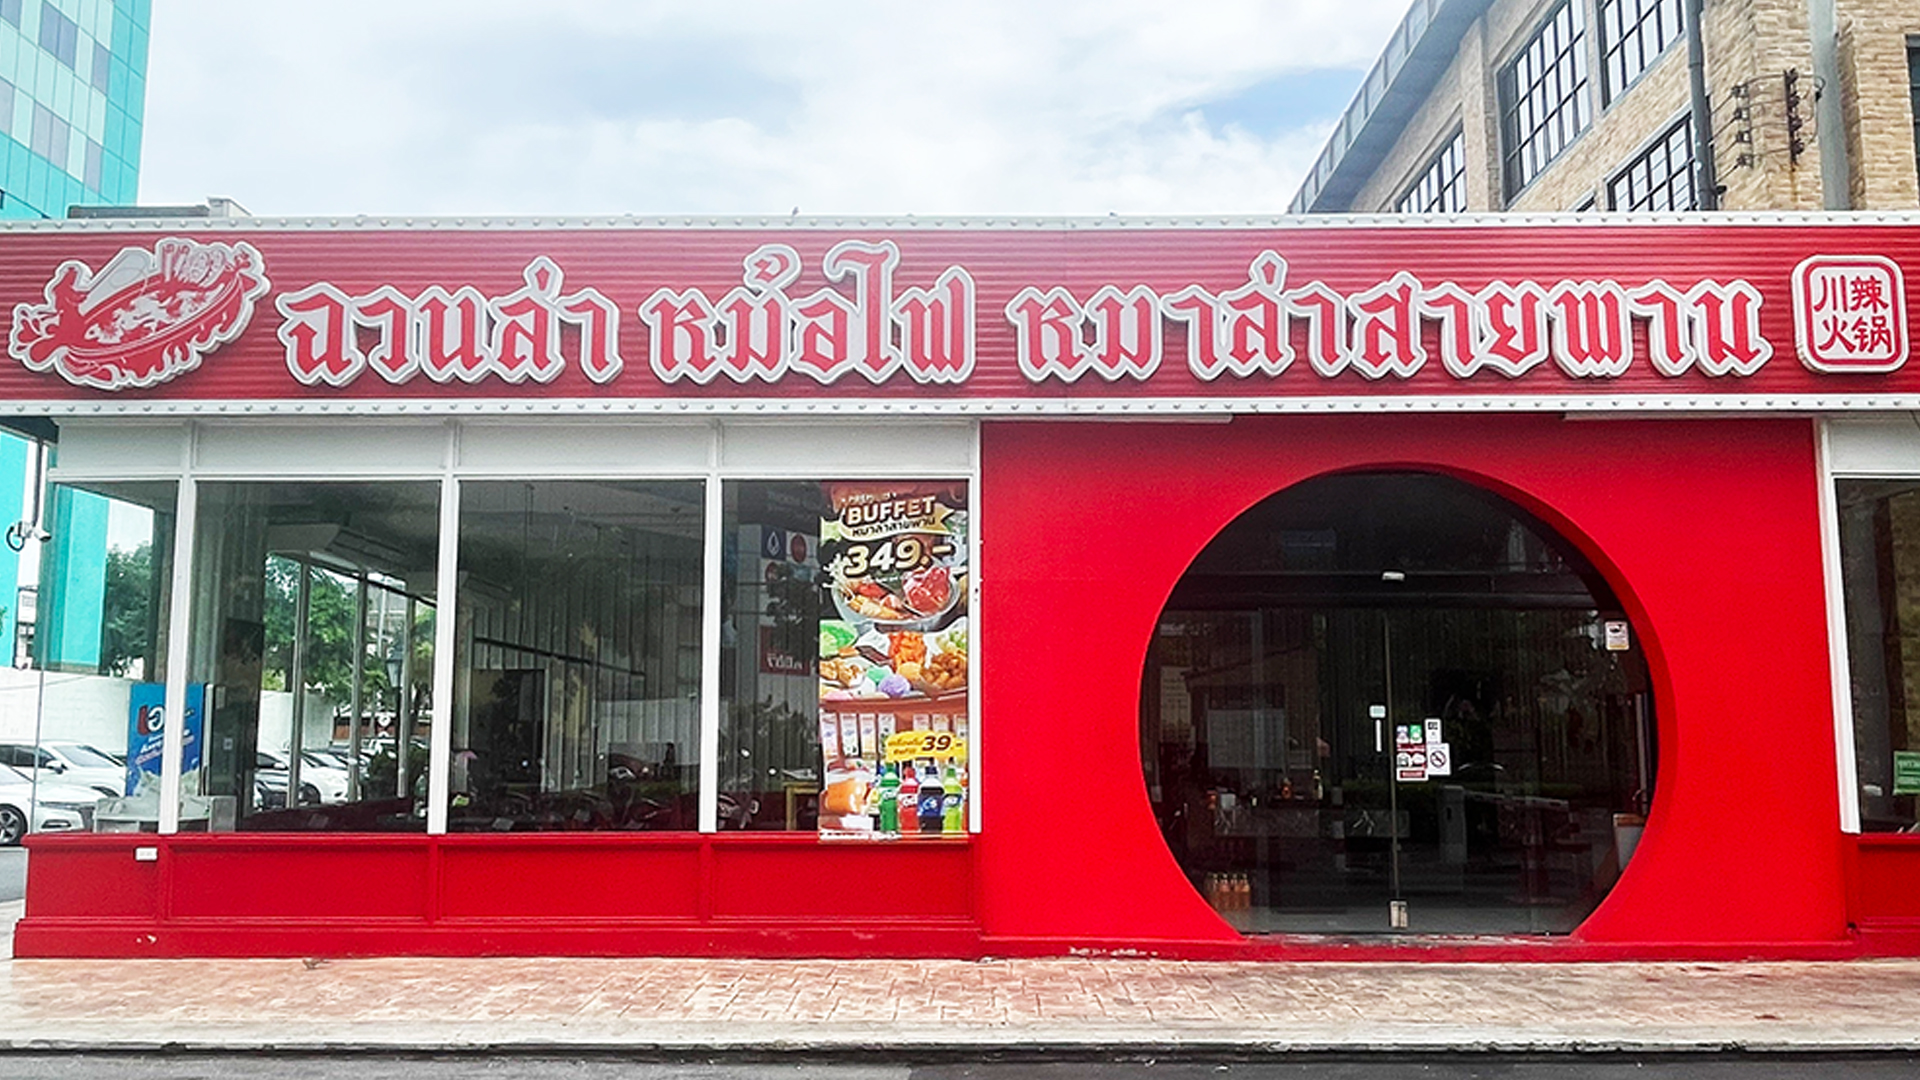 ฉวนล่า หม้อไฟ หมาล่าสายพาน
川辣
火锅
BUFFET
หมาล่าสายพาน
349.-
39.-